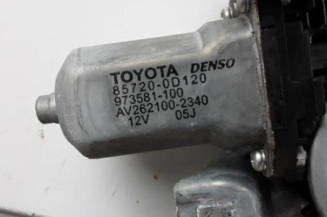 TOYOTA DENSO
85720-0D120
973581-100
AV262100-2340
12V 05J